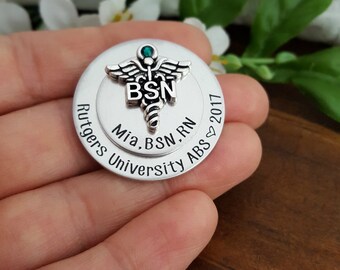 BSN
Mia,BSN,RN
Rutgers University ABS ♡ 2017